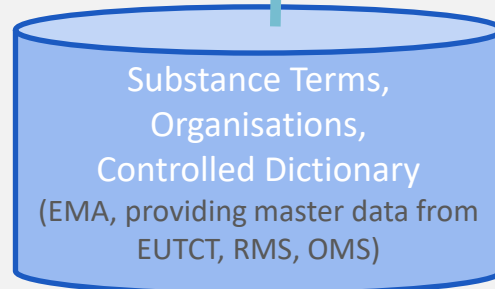 Substance Terms,
Organisations,
Controlled Dictionary
(EMA, providing master data from
EUTCT, RMS, OMS)